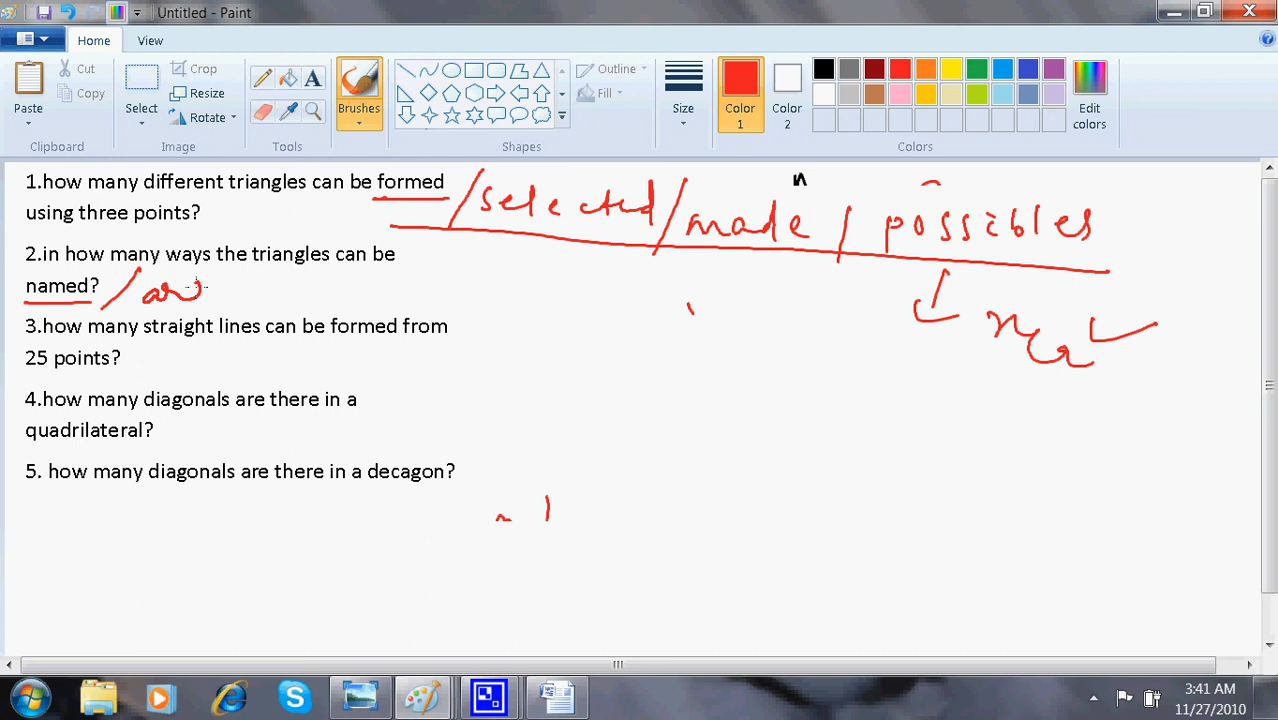 Untitled - Paint
Home View
Paste Cut Copy Select Crop Resize Rotate Brushes Outline Fill Size Color 1 Color 2 Edit colors
Clipboard Image Tools Shapes Colors
1.how many different triangles can be formed /selected/made/possibles
using three points?
n
2.in how many ways the triangles can be
named? /
nCr
3.how many straight lines can be formed from
25 points?
4.how many diagonals are there in a
quadrilateral?
5. how many diagonals are there in a decagon?
3:41 AM
11/27/2010